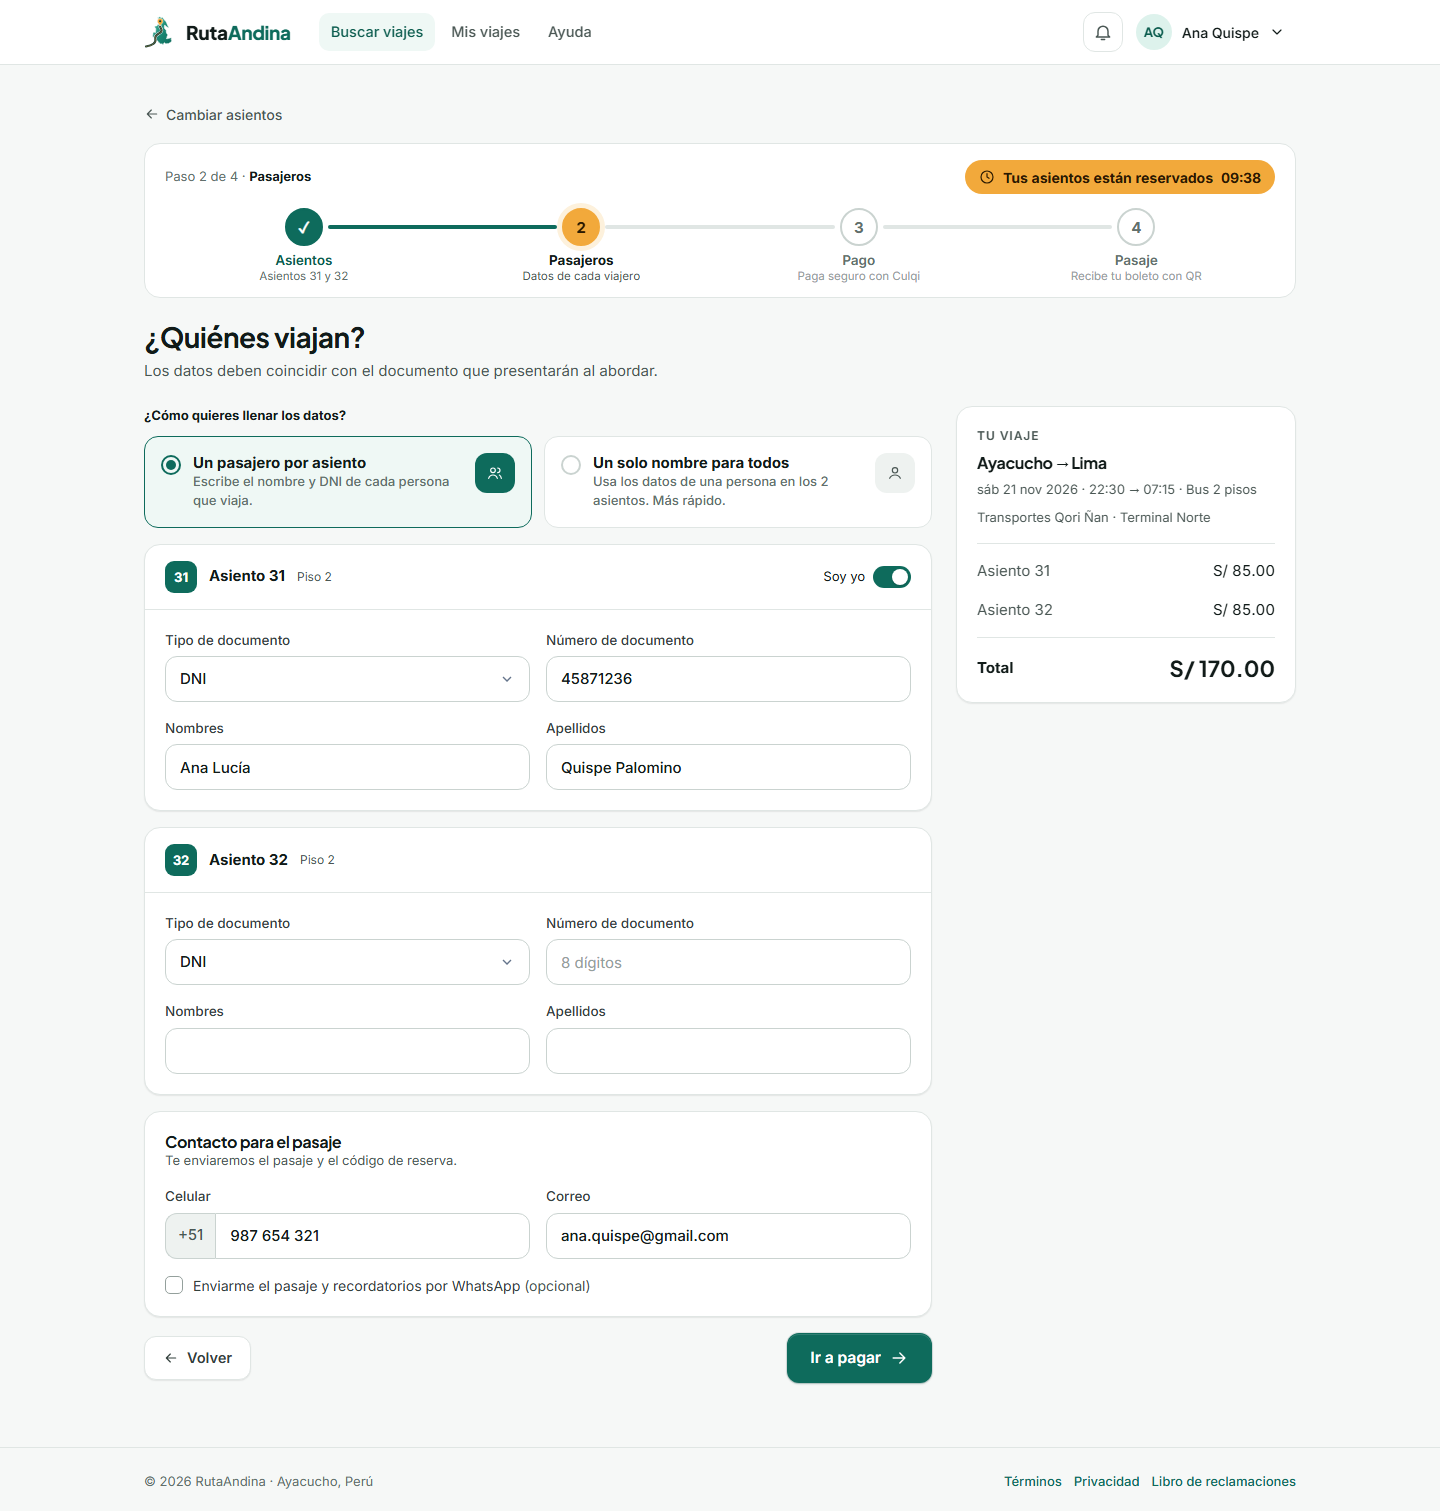 RutaAndina
Buscar viajes
Mis viajes
Ayuda
AQ
Ana Quispe
Cambiar asientos
Paso 2 de 4 · Pasajeros
Tus asientos están reservados 09:38
2
3
4
Asientos
Pasajeros
Pago
Pasaje
Asientos 31 y 32
Datos de cada viajero
Paga seguro con Culqi
Recibe tu boleto con QR
¿Quiénes viajan?
Los datos deben coincidir con el documento que presentarán al abordar.
¿Cómo quieres llenar los datos?
Un pasajero por asiento
Escribe el nombre y DNI de cada persona
que viaja.
Un solo nombre para todos
Usa los datos de una persona en los 2
asientos. Más rápido.
31
Asiento 31
Piso 2
Soy yo
Tipo de documento
Número de documento
DNI
45871236
Nombres
Apellidos
Ana Lucía
Quispe Palomino
32
Asiento 32
Piso 2
Tipo de documento
Número de documento
DNI
8 dígitos
Nombres
Apellidos
Contacto para el pasaje
Te enviaremos el pasaje y el código de reserva.
Celular
Correo
+51
987 654 321
ana.quispe@gmail.com
Enviarme el pasaje y recordatorios por WhatsApp (opcional)
Volver
Ir a pagar →
TU VIAJE
Ayacucho → Lima
sáb 21 nov 2026 · 22:30 → 07:15 · Bus 2 pisos
Transportes Qori Ñan · Terminal Norte
Asiento 31
S/ 85.00
Asiento 32
S/ 85.00
Total
S/ 170.00
© 2026 RutaAndina · Ayacucho, Perú
Términos
Privacidad
Libro de reclamaciones